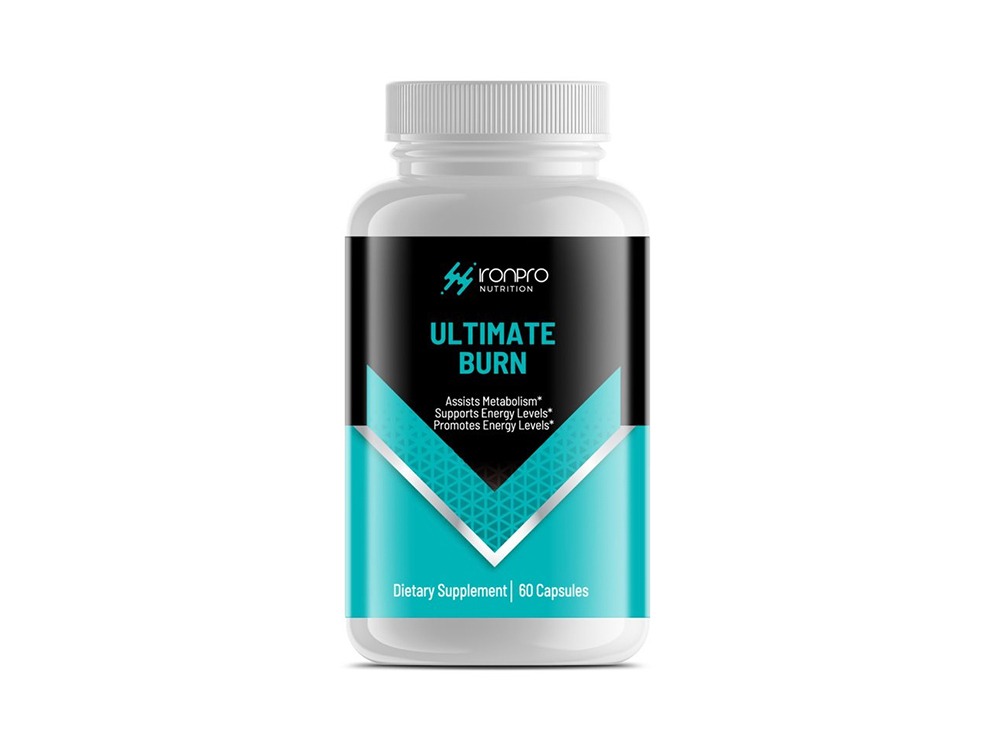 IRONPRO
NUTRITION
ULTIMATE
BURN
Assists Metabolism*
Supports Energy Levels*
Promotes Energy Levels*
Dietary Supplement | 60 Capsules